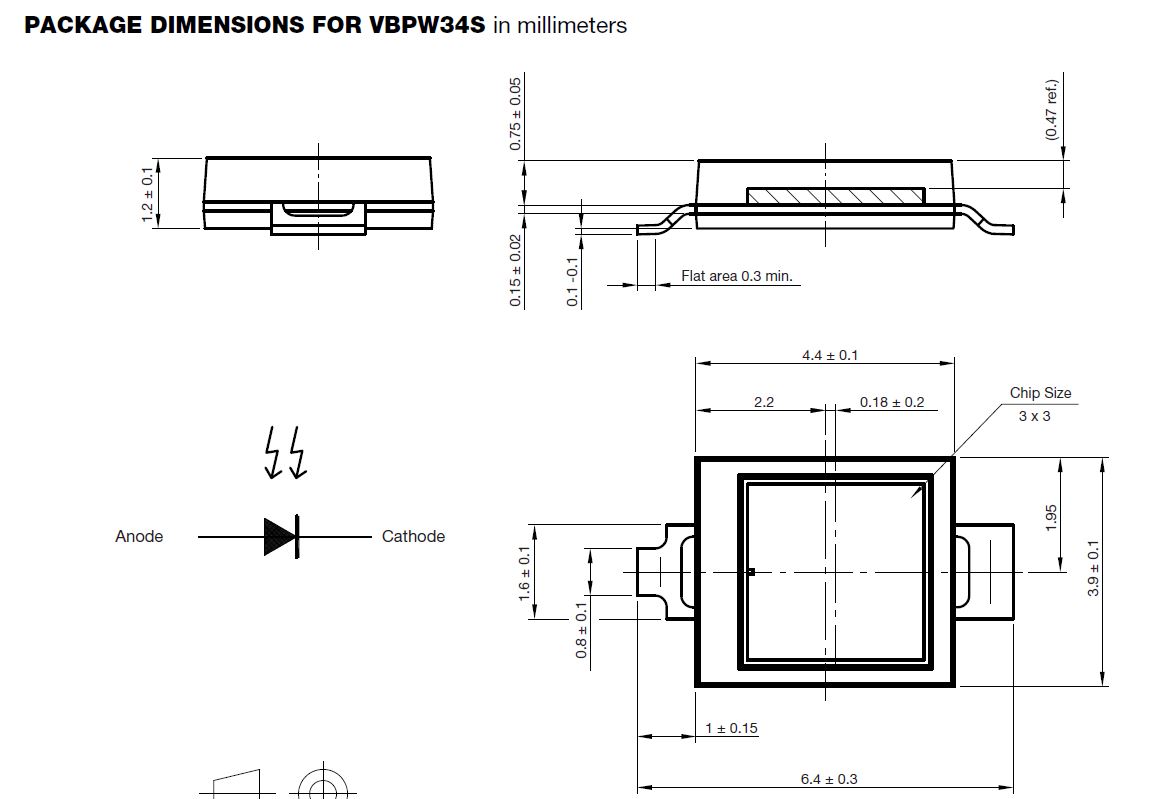 PACKAGE DIMENSIONS FOR VBPW34S in millimeters
1.2 ± 0.1
0.75 ± 0.05
(0.47 ref.)
0.15 ± 0.02
0.1 -0.1
Flat area 0.3 min.
4.4 ± 0.1
2.2
0.18 ± 0.2
Chip Size
3 x 3
Anode
Cathode
1.6 ± 0.1
0.8 ± 0.1
1.95
3.9 ± 0.1
1 ± 0.15
6.4 ± 0.3